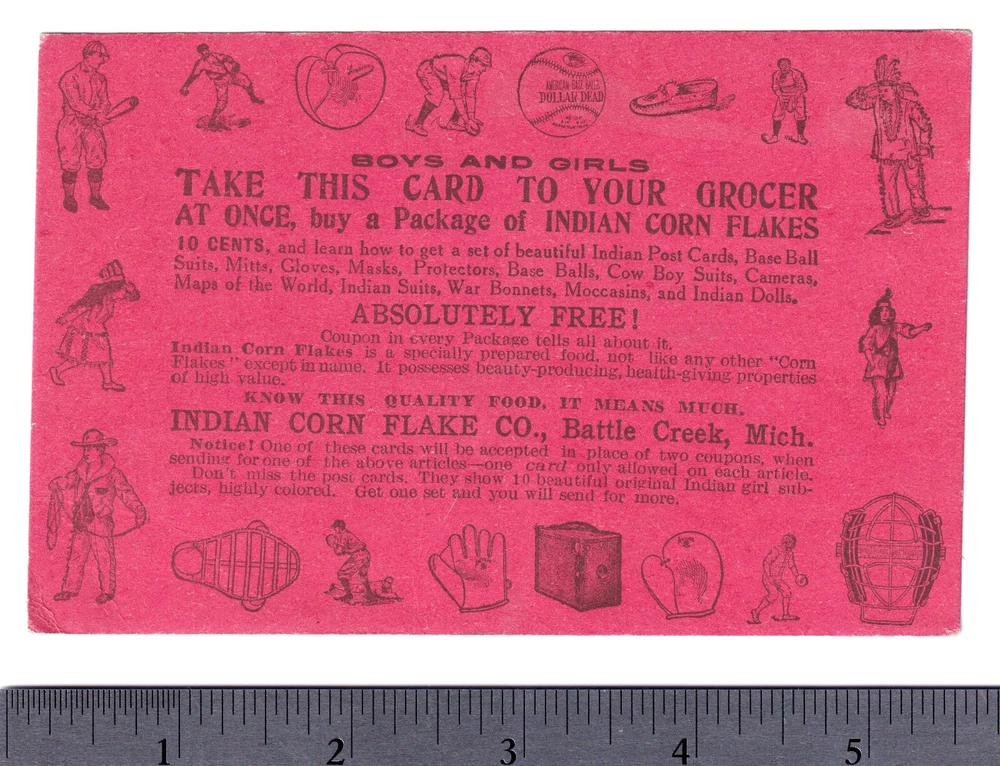 AMERICAN BASE BALLS
DOLLAR DEAD
BOYS AND GIRLS
TAKE THIS CARD TO YOUR GROCER
AT ONCE, buy a Package of INDIAN CORN FLAKES
10 CENTS, and learn how to get a set of beautiful Indian Post Cards, Base Ball
Suits, Mitts, Gloves, Masks, Protectors, Base Balls, Cow Boy Suits, Cameras,
Maps of the World, Indian Suits, War Bonnets, Moccasins, and Indian Dolls.
ABSOLUTELY FREE!
Coupon in every Package tells all about it.
Indian Corn Flakes is a specially prepared food, not like any other "Corn
Flakes" except in name. It possesses beauty-producing, health-giving properties
of high value.
KNOW THIS QUALITY FOOD, IT MEANS MUCH.
INDIAN CORN FLAKE CO., Battle Creek, Mich.
Notice! One of these cards will be accepted in place of two coupons, when
sending for one of the above articles—one card only allowed on each article.
Don't miss the post cards. They show 10 beautiful original Indian girl sub-
jects, highly colored. Get one set and you will send for more.
1 2 3 4 5